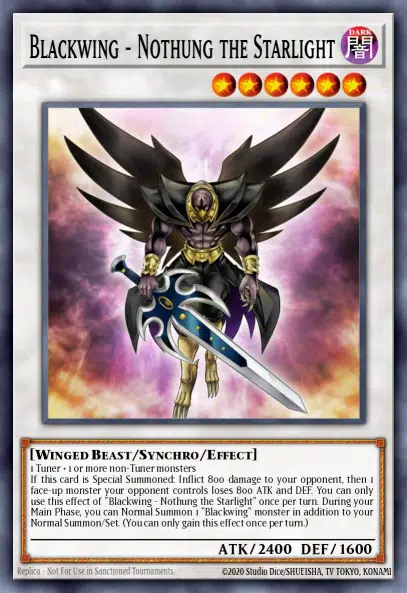 BLACKWING - NOTHUNG THE STARLIGHT
DARK
闇
[WINGED BEAST/SYNCHRO/EFFECT]
1 Tuner + 1 or more non-Tuner monsters
If this card is Special Summoned: Inflict 800 damage to your opponent, then 1
face-up monster your opponent controls loses 800 ATK and DEF. You can only
use this effect of "Blackwing - Nothung the Starlight" once per turn. During your
Main Phase, you can Normal Summon 1 "Blackwing" monster in addition to your
Normal Summon/Set. (You can only gain this effect once per turn.)
ATK/2400 DEF/1600
Replica - Not For Use in Sanctioned Tournaments
©2020 Studio Dice/SHUEISHA, TV TOKYO, KONAMI